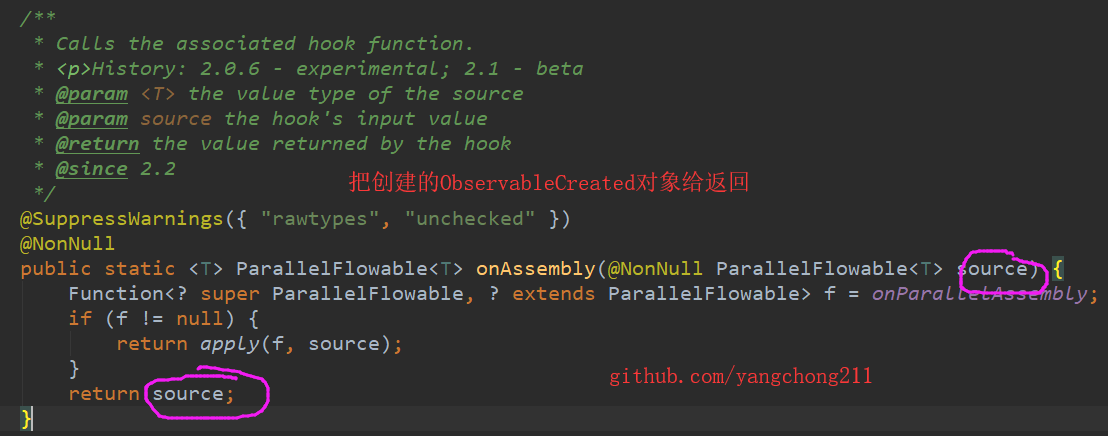 /**
 * Calls the associated hook function.
 * <p>History: 2.0.6 - experimental; 2.1 - beta
 * @param <T> the value type of the source
 * @param source the hook's input value
 * @return the value returned by the hook
 * @since 2.2
 */
把创建的ObservableCreated对象给返回
@SuppressWarnings({ "rawtypes", "unchecked" })
@NonNull
public static <T> ParallelFlowable<T> onAssembly(@NonNull ParallelFlowable<T> source) {
    Function<? super ParallelFlowable, ? extends ParallelFlowable> f = onParallelAssembly;
    if (f != null) {
        return apply(f, source);
    }
    return source;
github.com/yangchong211
}